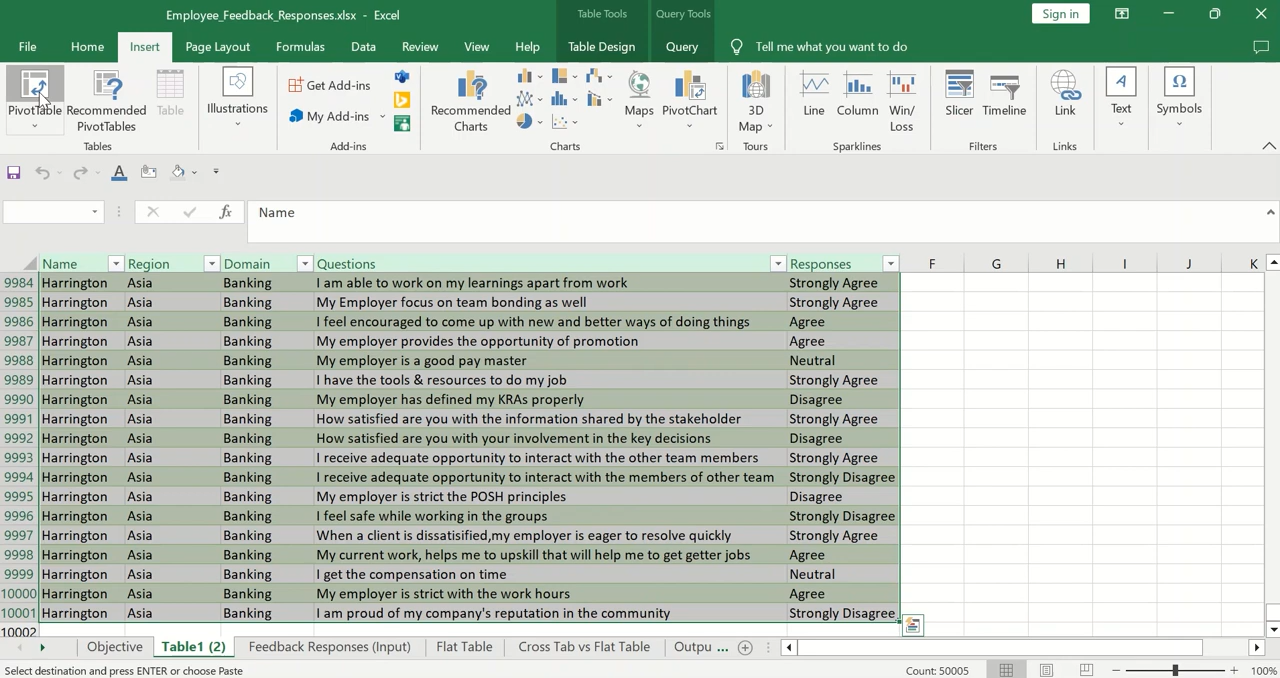 Employee_Feedback_Responses.xlsx - Excel
Table Tools
Query Tools
Sign in
File
Home
Insert
Page Layout
Formulas
Data
Review
View
Help
Table Design
Query
Tell me what you want to do
PivotTable
Recommended PivotTables
Table
Illustrations
Get Add-ins
My Add-ins
Recommended Charts
Maps
PivotChart
3D Map
Line
Column
Win/Loss
Slicer
Timeline
Link
Text
Symbols
Tables
Add-ins
Charts
Tours
Sparklines
Filters
Links
fx
Name
Name Region Domain Questions Responses F G H I J K
9984 Harrington Asia Banking I am able to work on my learnings apart from work Strongly Agree
9985 Harrington Asia Banking My Employer focus on team bonding as well Strongly Agree
9986 Harrington Asia Banking I feel encouraged to come up with new and better ways of doing things Agree
9987 Harrington Asia Banking My employer provides the opportunity of promotion Agree
9988 Harrington Asia Banking My employer is a good pay master Neutral
9989 Harrington Asia Banking I have the tools & resources to do my job Strongly Agree
9990 Harrington Asia Banking My employer has defined my KRAs properly Disagree
9991 Harrington Asia Banking How satisfied are you with the information shared by the stakeholder Strongly Agree
9992 Harrington Asia Banking How satisfied are you with your involvement in the key decisions Disagree
9993 Harrington Asia Banking I receive adequate opportunity to interact with the other team members Strongly Agree
9994 Harrington Asia Banking I receive adequate opportunity to interact with the members of other team Strongly Disagree
9995 Harrington Asia Banking My employer is strict the POSH principles Disagree
9996 Harrington Asia Banking I feel safe while working in the groups Strongly Disagree
9997 Harrington Asia Banking When a client is dissatisified,my employer is eager to resolve quickly Strongly Agree
9998 Harrington Asia Banking My current work, helps me to upskill that will help me to get getter jobs Agree
9999 Harrington Asia Banking I get the compensation on time Neutral
10000 Harrington Asia Banking My employer is strict with the work hours Agree
10001 Harrington Asia Banking I am proud of my company's reputation in the community Strongly Disagree
10002
Objective
Table1 (2)
Feedback Responses (Input)
Flat Table
Cross Tab vs Flat Table
Outpu ...
Select destination and press ENTER or choose Paste
Count: 50005
100%